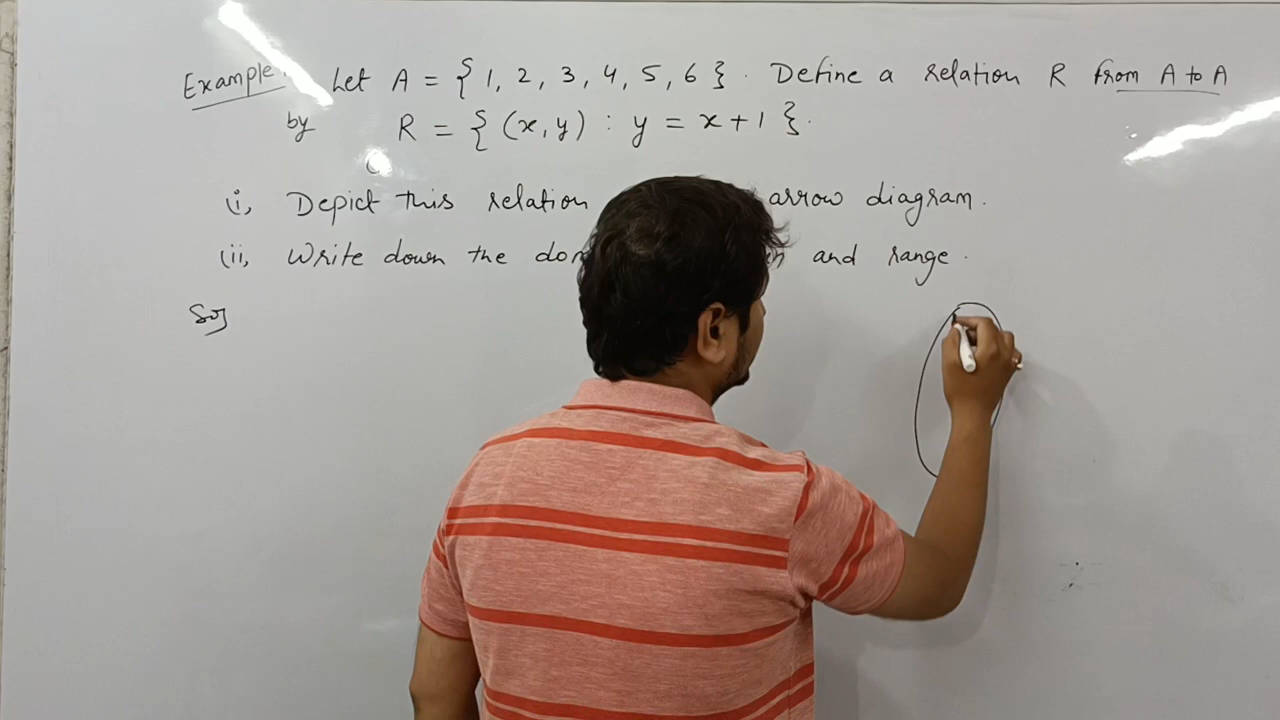 Example: Let A = { 1, 2, 3, 4, 5, 6 }. Define a relation R from A to A
by R = { (x, y) : y = x + 1 }.
(i, Depict this relation arrow diagram.
(ii, Write down the and range.